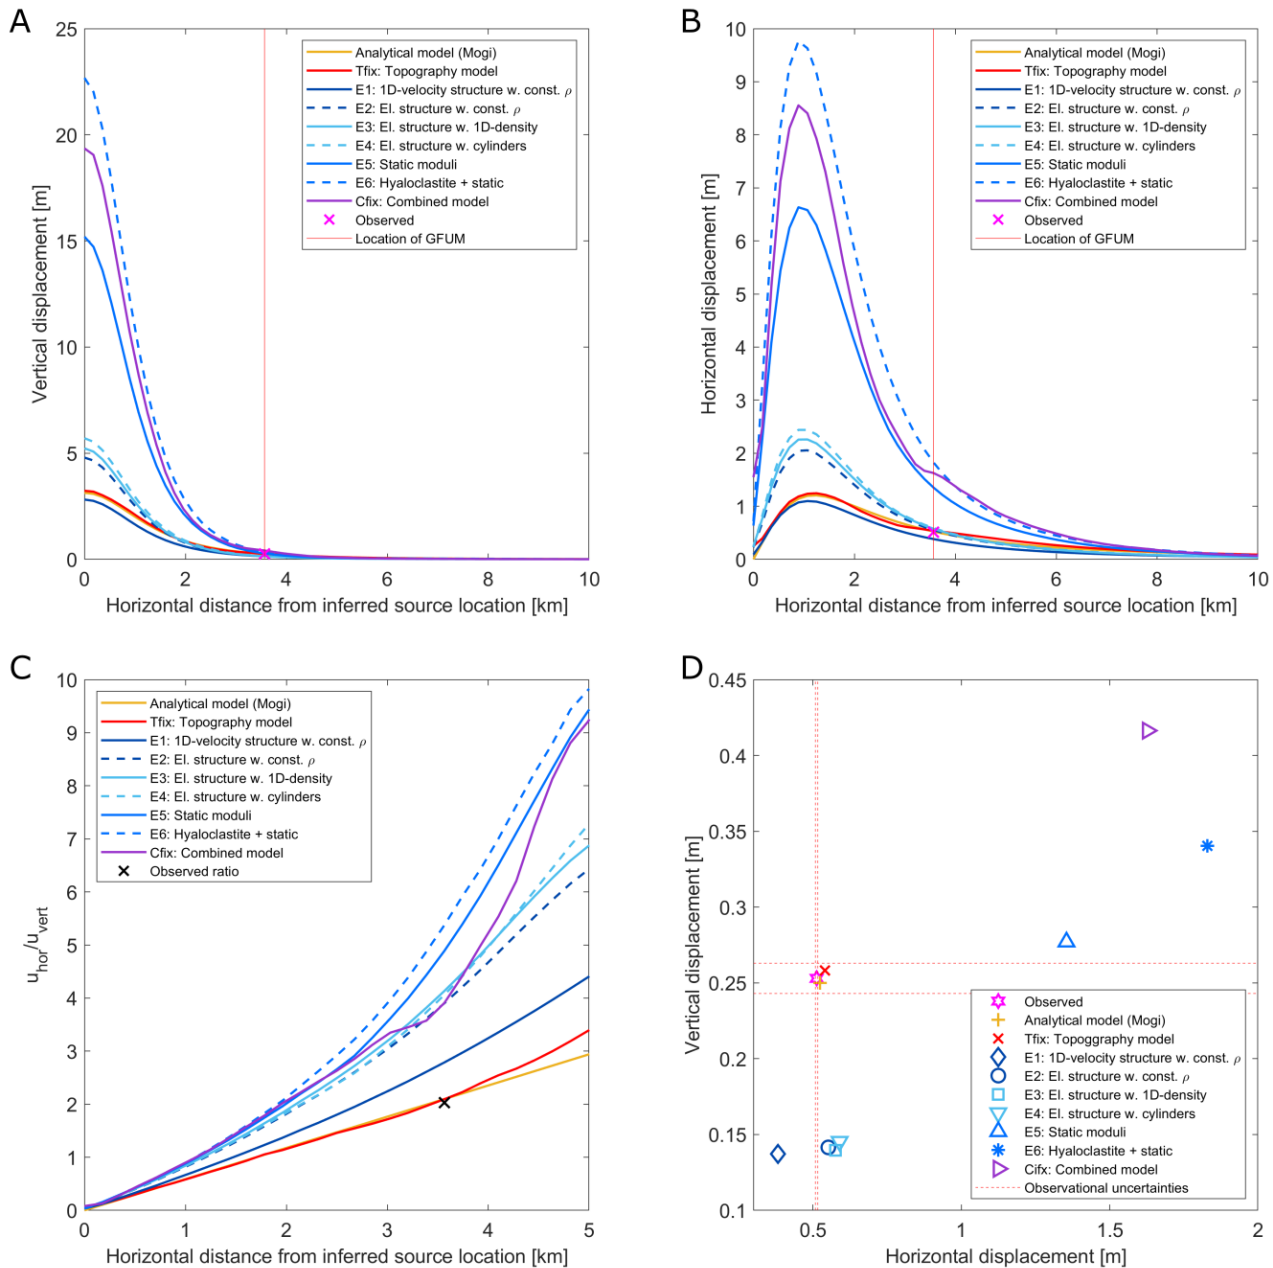 A
25
20
15
10
5
0
0
2
4
6
8
10
Vertical displacement [m]
Horizontal distance from inferred source location [km]
Analytical model (Mogi)
Tfix: Topography model
E1: 1D-velocity structure w. const. ρ
E2: El. structure w. const. ρ
E3: El. structure w. 1D-density
E4: El. structure w. cylinders
E5: Static moduli
E6: Hyaloclastite + static
Cfix: Combined model
Observed
Location of GFUM
B
10
9
8
7
6
5
4
3
2
1
0
0
2
4
6
8
10
Horizontal displacement [m]
Horizontal distance from inferred source location [km]
Analytical model (Mogi)
Tfix: Topography model
E1: 1D-velocity structure w. const. ρ
E2: El. structure w. const. ρ
E3: El. structure w. 1D-density
E4: El. structure w. cylinders
E5: Static moduli
E6: Hyaloclastite + static
Cfix: Combined model
Observed
Location of GFUM
C
10
9
8
7
6
5
4
3
2
1
0
0
1
2
3
4
5
u_hor/u_vert
Horizontal distance from inferred source location [km]
Analytical model (Mogi)
Tfix: Topography model
E1: 1D-velocity structure w. const. ρ
E2: El. structure w. const. ρ
E3: El. structure w. 1D-density
E4: El. structure w. cylinders
E5: Static moduli
E6: Hyaloclastite + static
Cfix: Combined model
Observed ratio
D
0.45
0.4
0.35
0.3
0.25
0.2
0.15
0.1
0.5
1
1.5
2
Vertical displacement [m]
Horizontal displacement [m]
Observed
Analytical model (Mogi)
Tfix: Topggraphy model
E1: 1D-velocity structure w. const. ρ
E2: El. structure w. const. ρ
E3: El. structure w. 1D-density
E4: El. structure w. cylinders
E5: Static moduli
E6: Hyaloclastite + static
Cifx: Combined model
Observational uncertainties